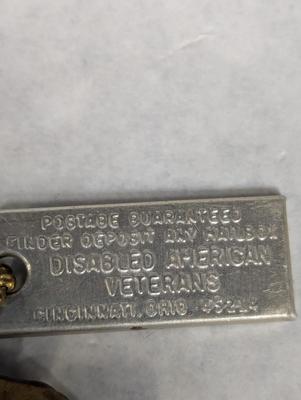 POSTAGE GUARANTEED
FINDER DEPOSIT ANY MAILBOX
DISABLED AMERICAN
VETERANS
CINCINNATI, OHIO 45214